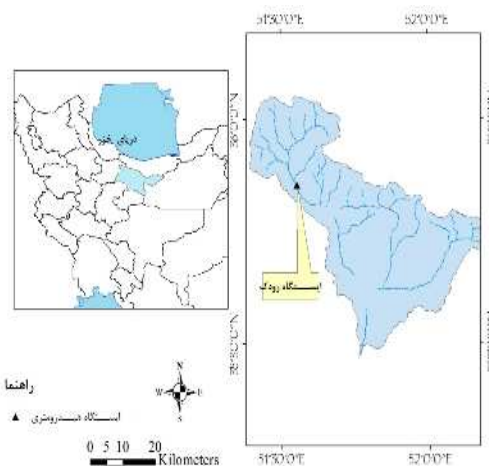 51°30'0"E 52°0'0"E
دریای خزر
ایستگاه رودک
راهنما
N
W E
S
ایستگاه هیدرومتری
0 5 10 20
Kilometers
51°30'0"E 52°0'0"E